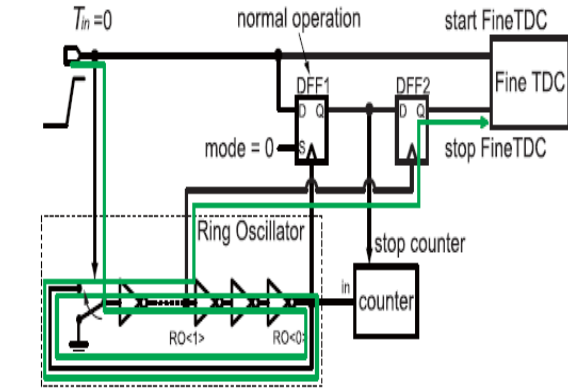 Tin =0
normal operation
start FineTDC
DFF1
DFF2
D Q
D Q
Fine TDC
mode = 0
S
stop FineTDC
Ring Oscillator
stop counter
in
counter
RO<1>
RO<0>